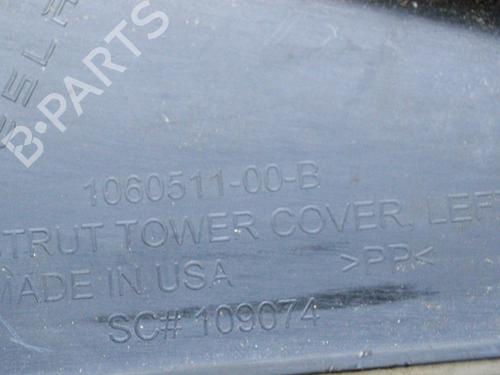 B-PARTS
1060511-00-B
STRUT TOWER COVER, LEFT
MADE IN USA >PP<
SC# 109074